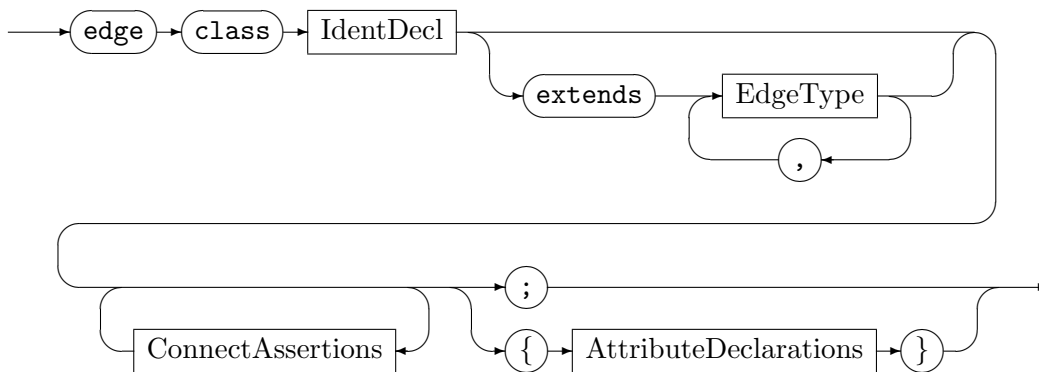 edge class IdentDecl
extends EdgeType
,
;
ConnectAssertions { AttributeDeclarations }